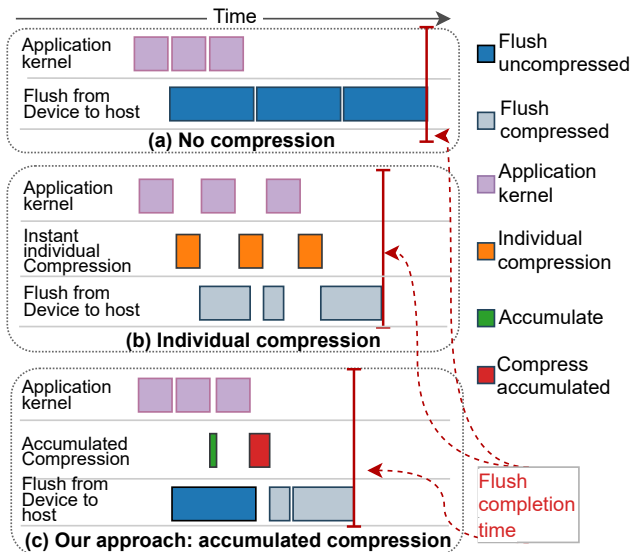 Time
Application
kernel
Flush from
Device to host
(a) No compression
Application
kernel
Instant
individual
Compression
Flush from
Device to host
(b) Individual compression
Application
kernel
Accumulated
Compression
Flush from
Device to
host
(c) Our approach: accumulated compression
Flush
uncompressed
Flush
compressed
Application
kernel
Individual
compression
Accumulate
Compress
accumulated
Flush
completion
time